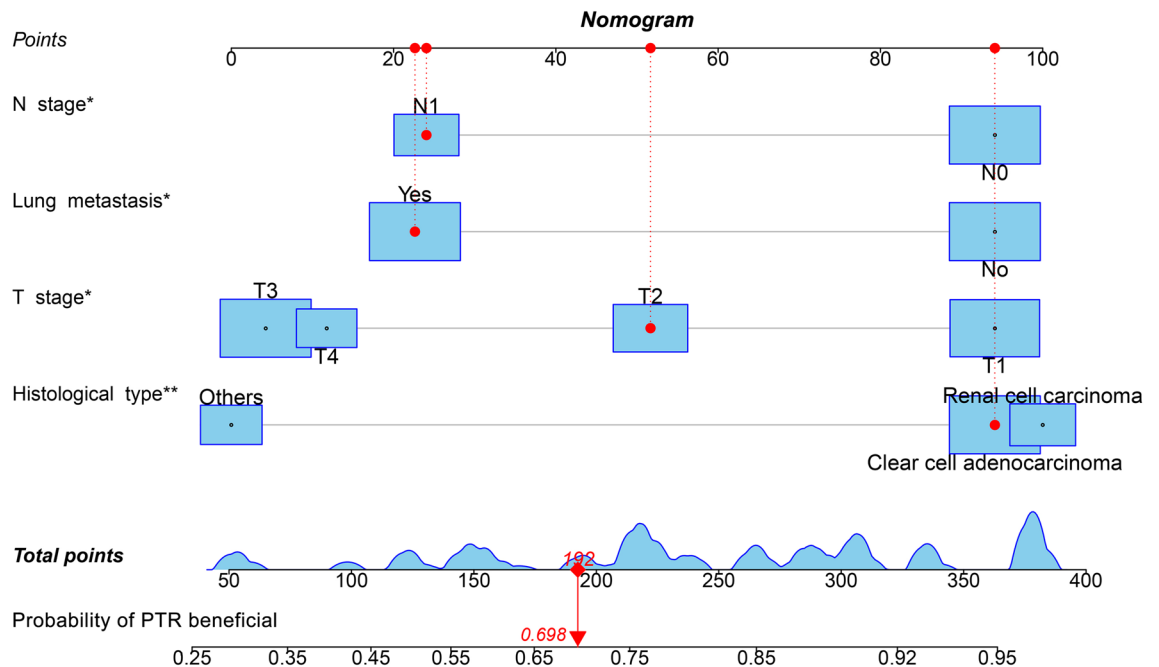 Nomogram
Points
0 20 40 60 80 100
N stage*
N1
N0
Lung metastasis*
Yes
No
T stage*
T3
T2
T4
T1
Histological type**
Others
Renal cell carcinoma
Clear cell adenocarcinoma
Total points
192
50 100 150 200 250 300 350 400
Probability of PTR beneficial
0.698
0.25 0.35 0.45 0.55 0.65 0.75 0.85 0.92 0.95